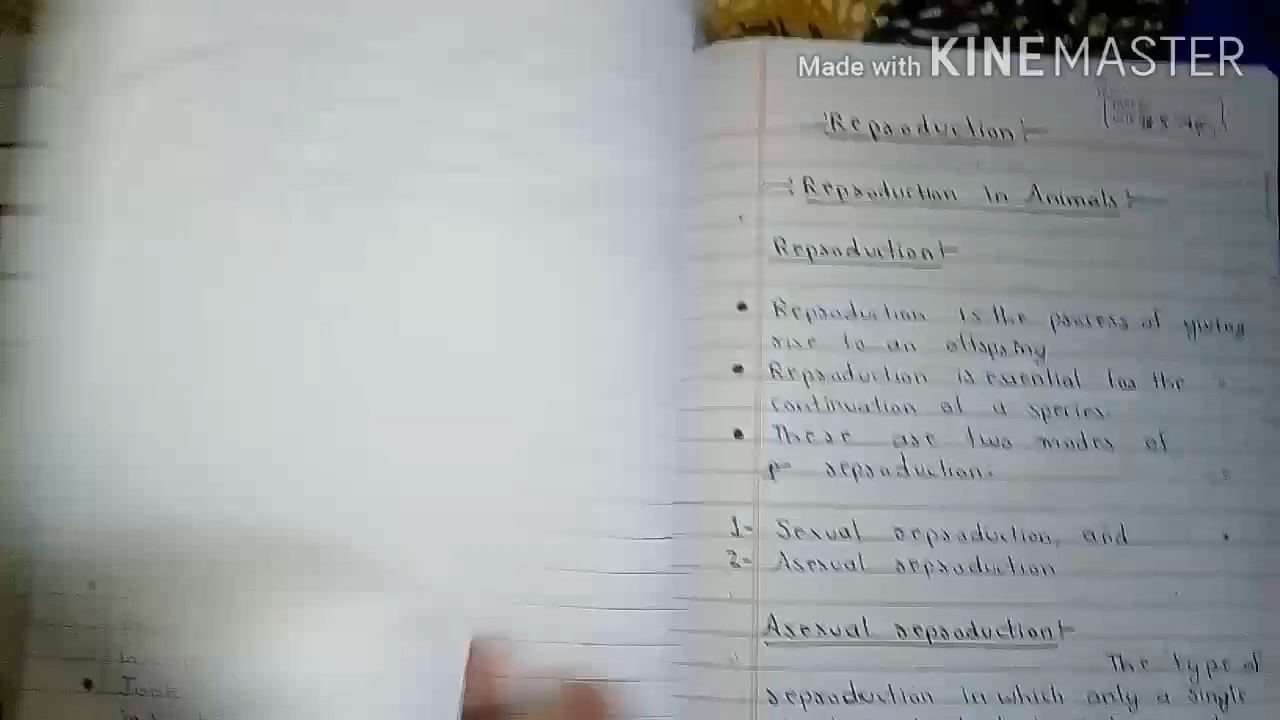 Made with KINEMASTER
Reproduction:
Reproduction in Animals:
Reproduction:
• Reproduction is the process of giving
rise to an offspring
• Reproduction is essential for the
continuation of a species.
• There are two modes of
reproduction:
1- Sexual reproduction, and
2- Asexual reproduction
Asexual reproduction:
The type of
reproduction in which only a single